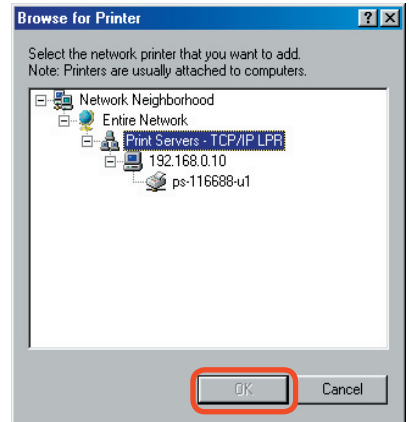 Browse for Printer
Select the network printer that you want to add.
Note: Printers are usually attached to computers.
Network Neighborhood
Entire Network
Print Servers - TCP/IP LPR
192.168.0.10
ps-116688-u1
OK Cancel